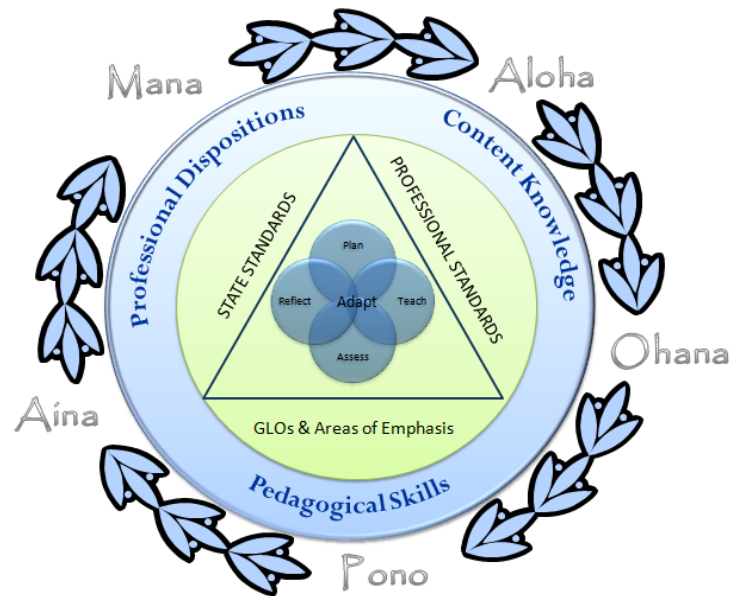 Mana
Aloha
Professional Dispositions
Content Knowledge
STATE STANDARDS
PROFESSIONAL STANDARDS
Plan
Reflect
Adapt
Teach
Assess
Ohana
Aina
GLOs & Areas of Emphasis
Pedagogical Skills
Pono